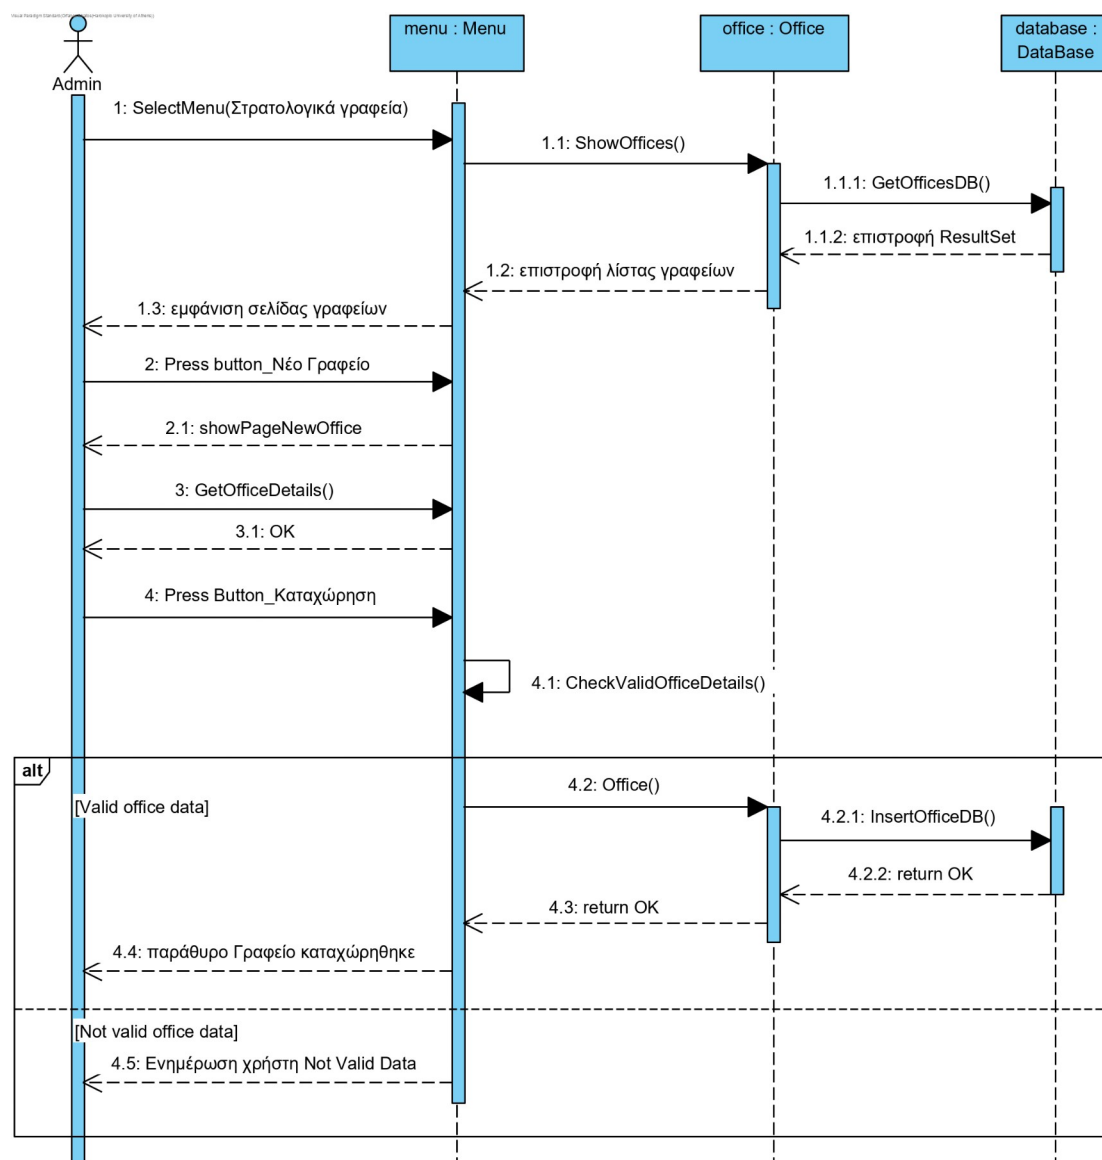 Admin
menu : Menu
office : Office
database :
DataBase
1: SelectMenu(Στρατολογικά γραφεία)
1.1: ShowOffices()
1.1.1: GetOfficesDB()
1.1.2: επιστροφή ResultSet
1.2: επιστροφή λίστας γραφείων
1.3: εμφάνιση σελίδας γραφείων
2: Press button_Νέο Γραφείο
2.1: showPageNewOffice
3: GetOfficeDetails()
3.1: OK
4: Press Button_Καταχώρηση
4.1: CheckValidOfficeDetails()
alt
[Valid office data]
4.2: Office()
4.2.1: InsertOfficeDB()
4.2.2: return OK
4.3: return OK
4.4: παράθυρο Γραφείο καταχώρηθηκε
[Not valid office data]
4.5: Ενημέρωση χρήστη Not Valid Data